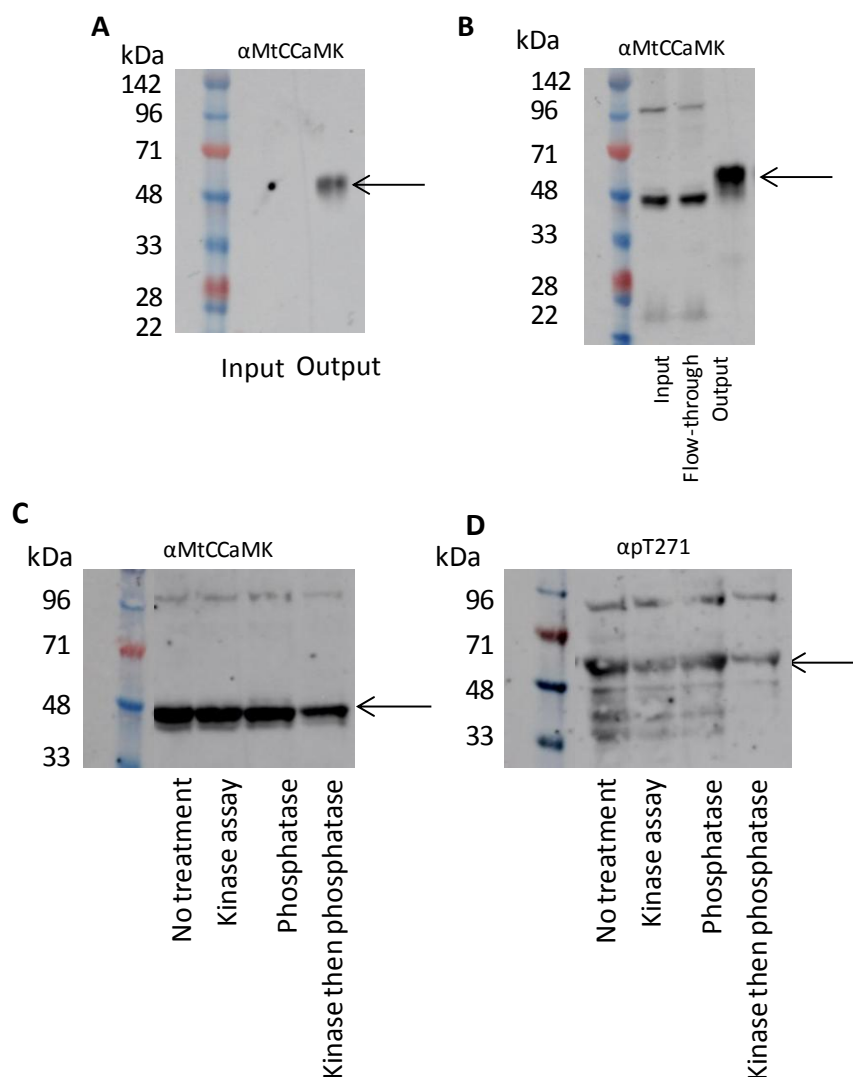 A
kDa
αMtCCaMK
142
96
71
48
33
28
22
Input Output
B
kDa
αMtCCaMK
142
96
71
48
33
28
22
Input
Flow-through
Output
C
kDa
αMtCCaMK
96
71
48
33
No treatment
Kinase assay
Phosphatase
Kinase then phosphatase
D
kDa
αpT271
96
71
48
33
No treatment
Kinase assay
Phosphatase
Kinase then phosphatase